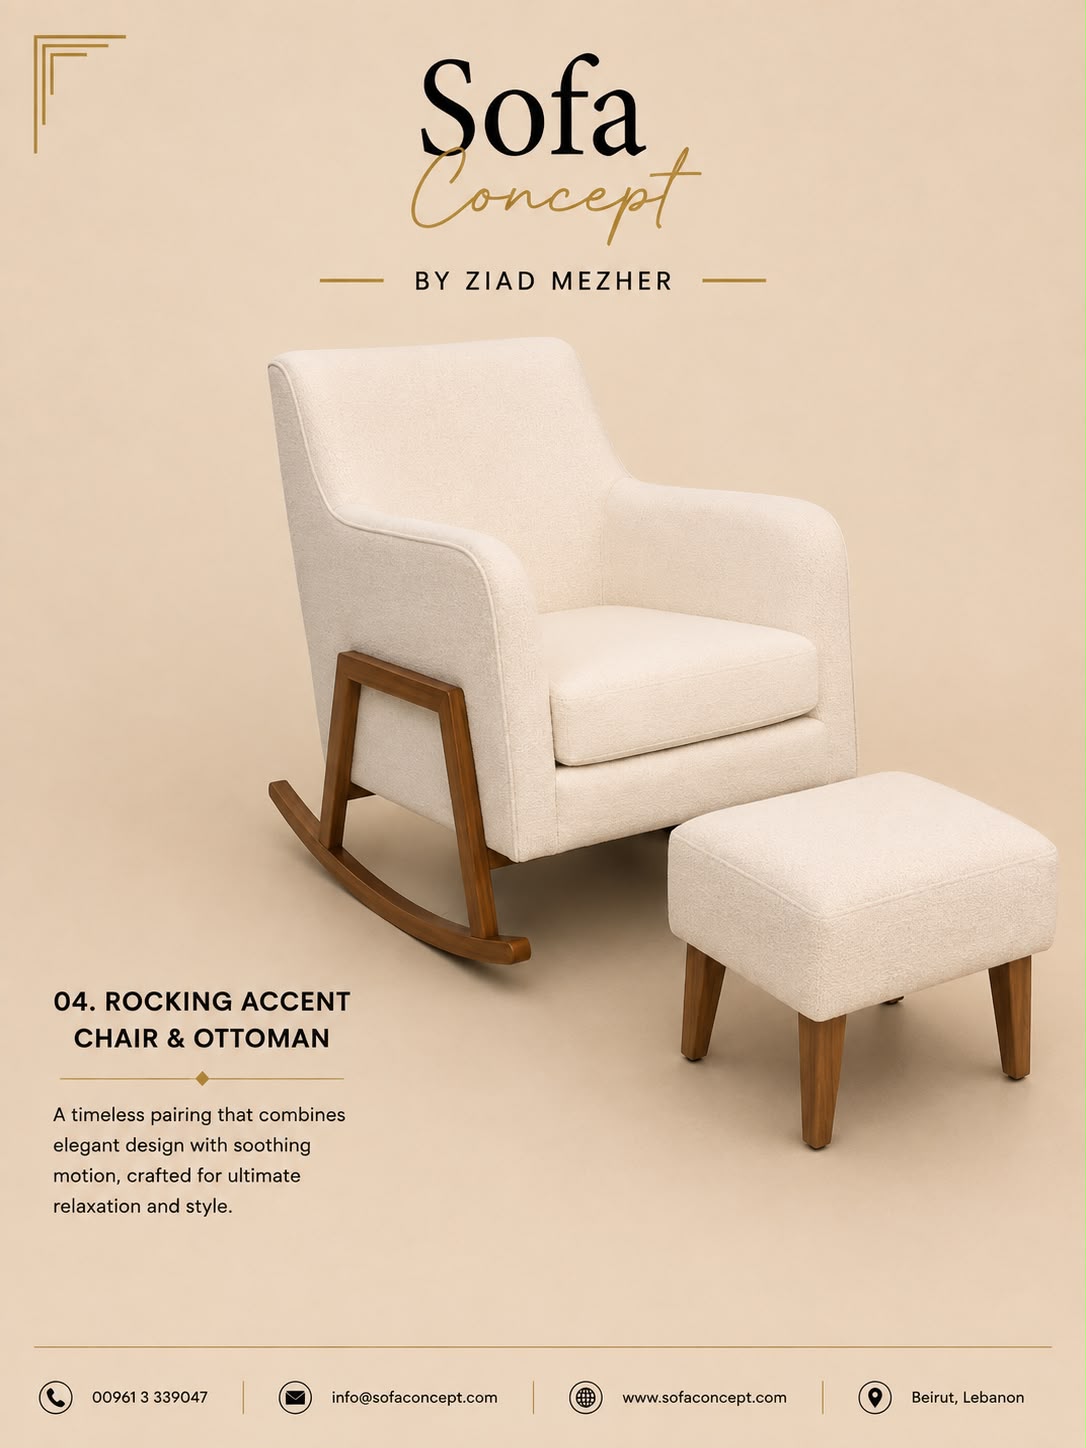 Sofa
Concept
BY ZIAD MEZHER
04. ROCKING ACCENT
CHAIR & OTTOMAN
A timeless pairing that combines
elegant design with soothing
motion, crafted for ultimate
relaxation and style.
00961 3 339047
info@sofaconcept.com
www.sofaconcept.com
Beirut, Lebanon